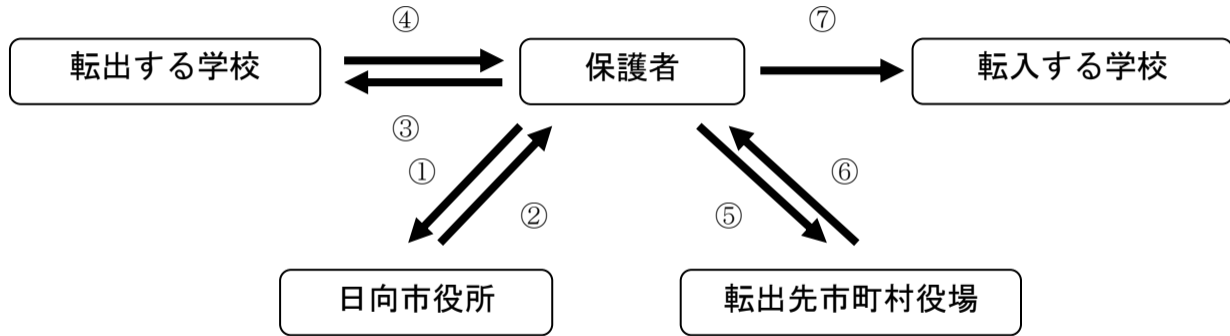 ④
⑦
転出する学校
保護者
転入する学校
③
①
②
⑤
⑥
日向市役所
転出先市町村役場